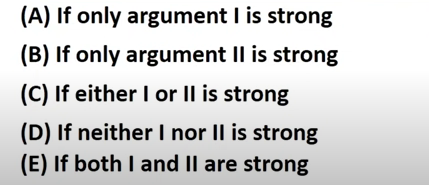 (A) If only argument I is strong
(B) If only argument II is strong
(C) If either I or II is strong
(D) If neither I nor II is strong
(E) If both I and II are strong